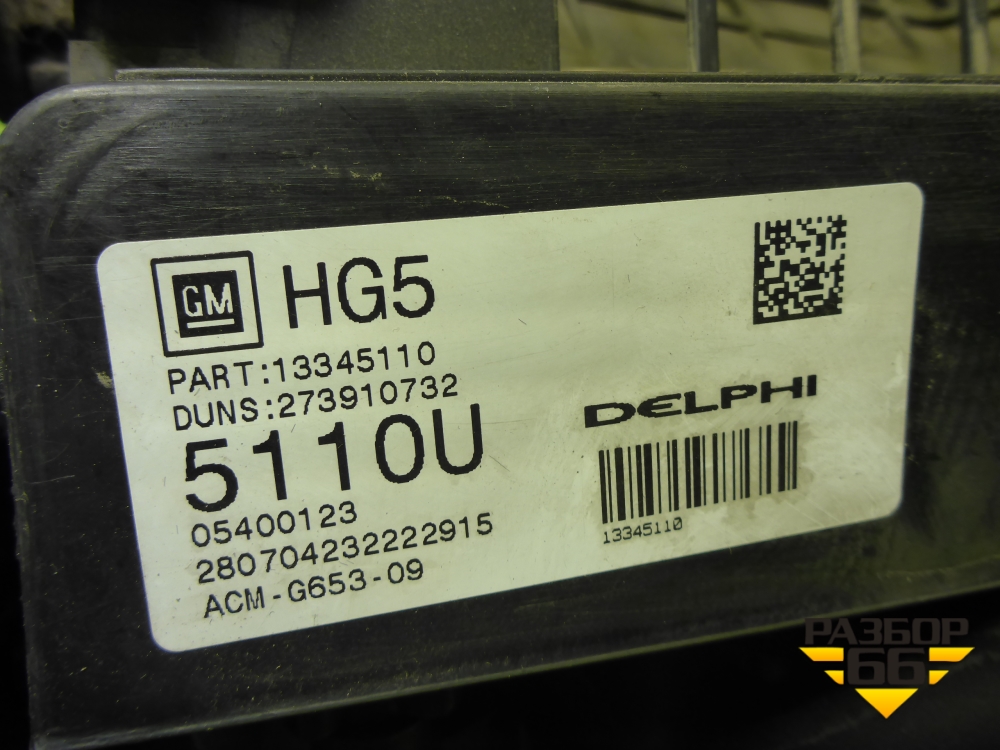 GM HG5
PART:13345110
DUNS:273910732
5110U
05400123
280704232222915
ACM-G653-09
DELPHI
13345110
РАЗБОР
66